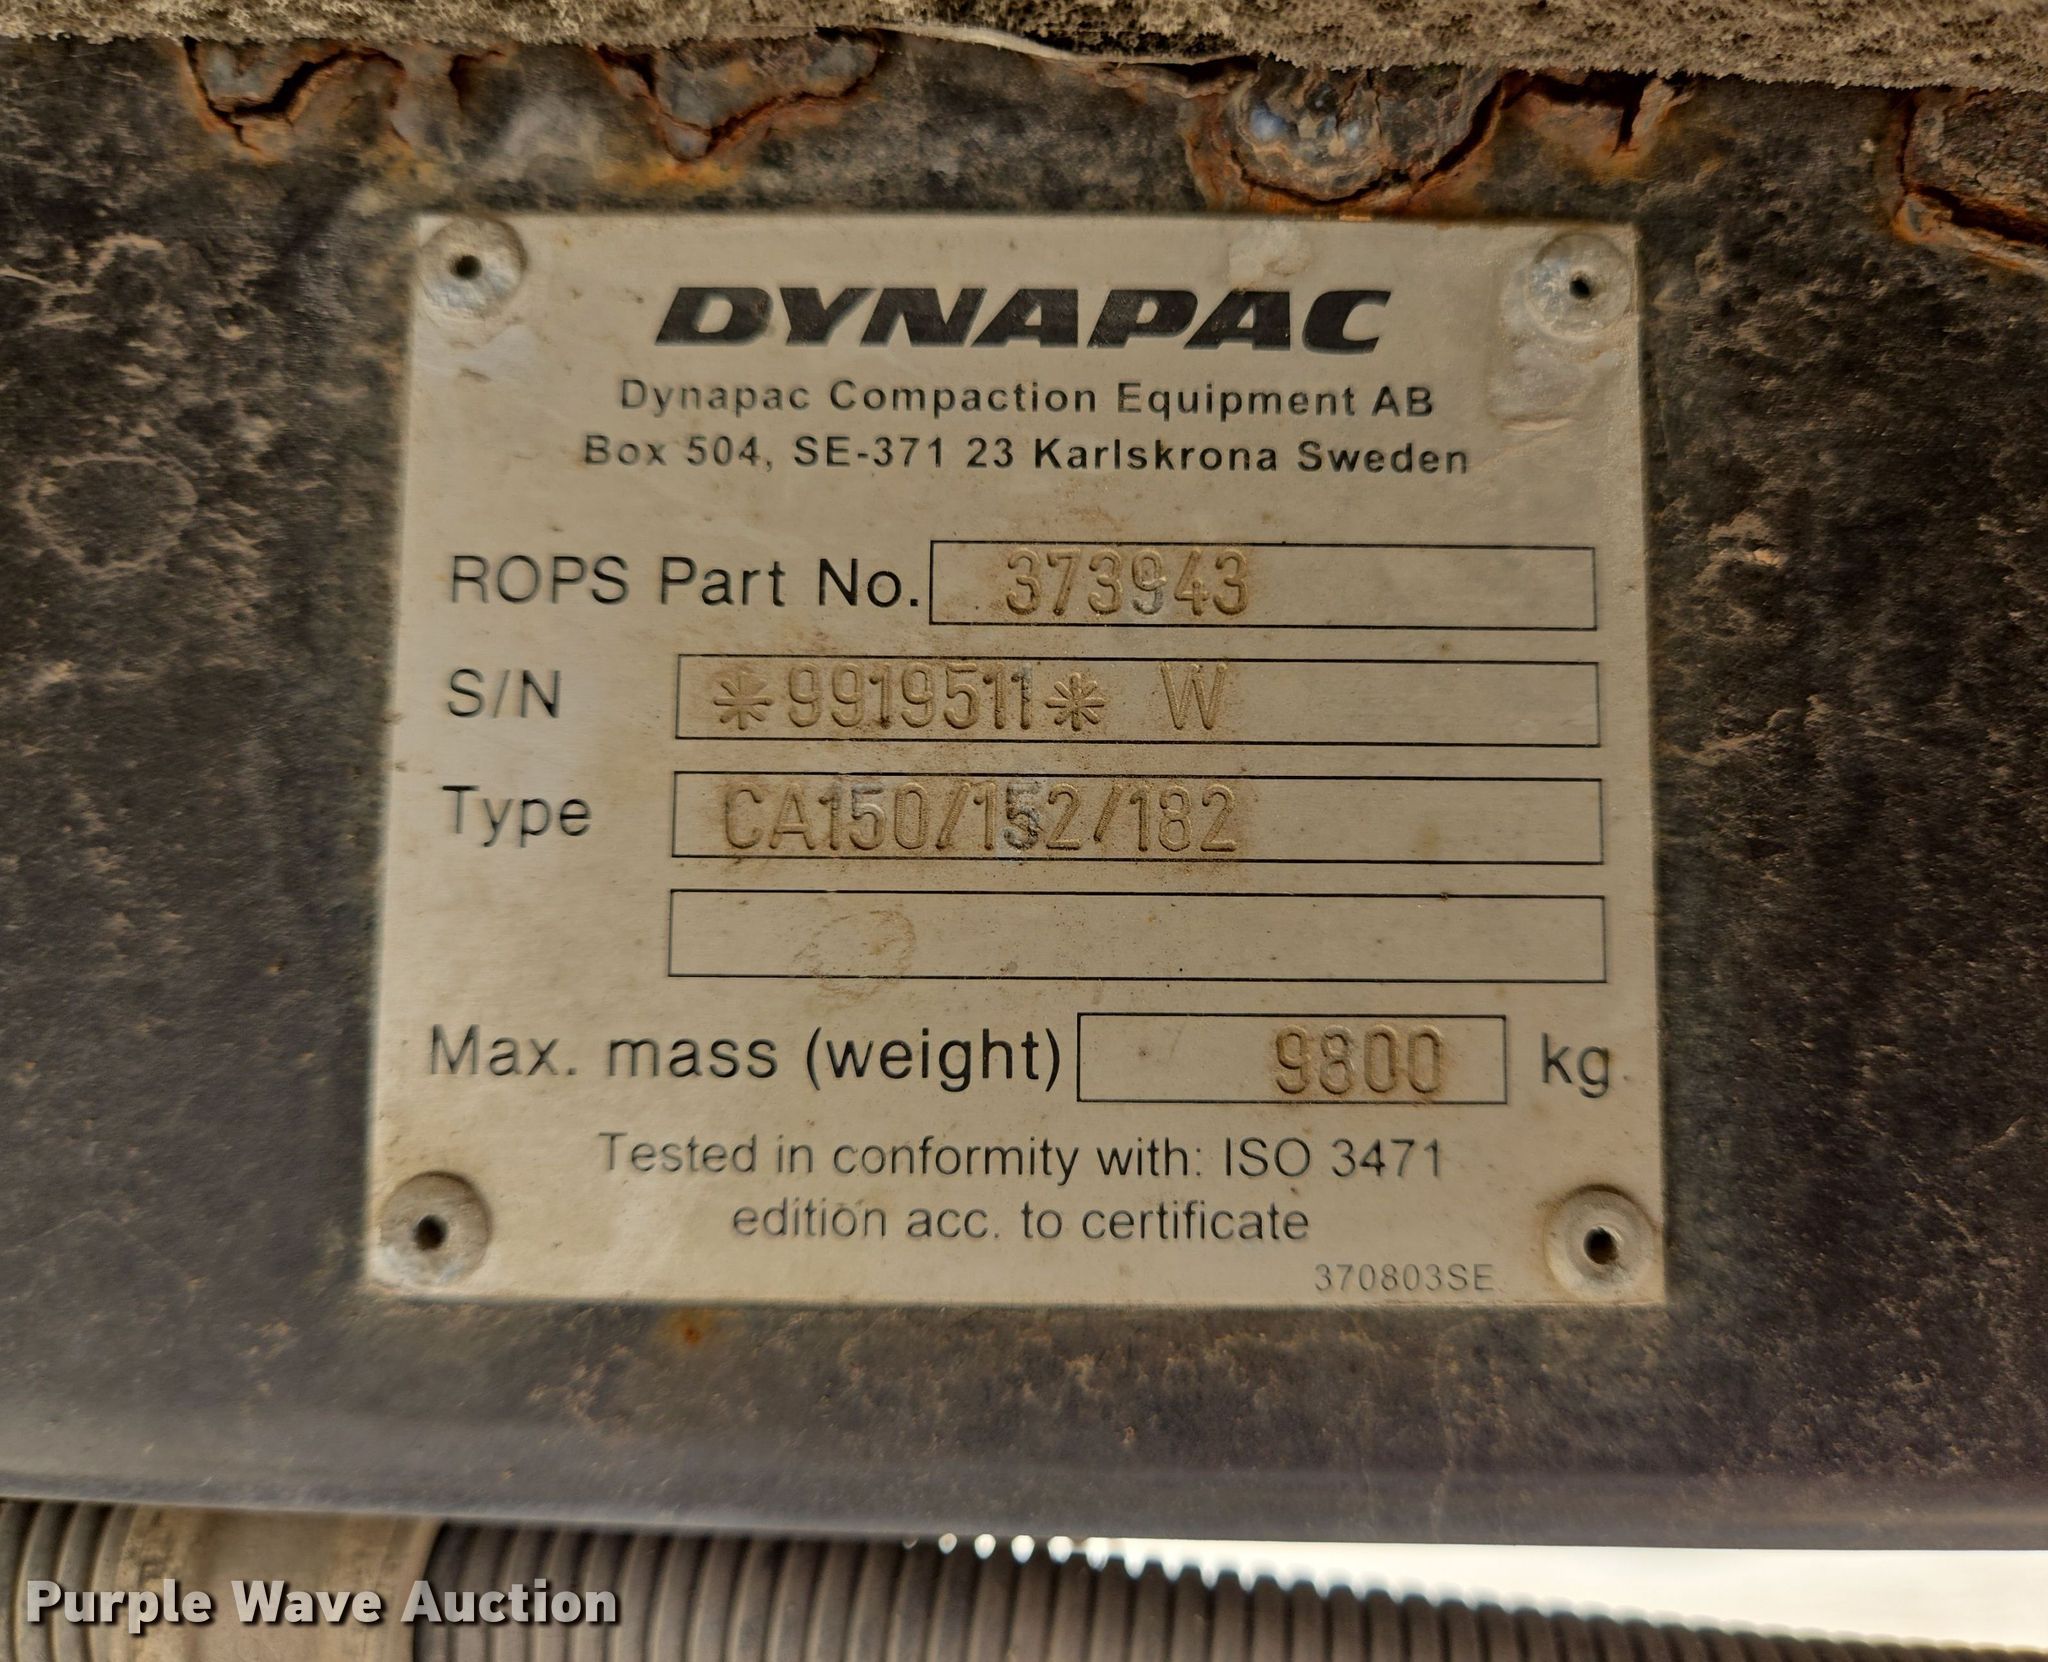 DYNAPAC
Dynapac Compaction Equipment AB
Box 504, SE-371 23 Karlskrona Sweden
ROPS Part No. 373943
S/N *9919511* W
Type CA150/152/182
Max. mass (weight) 9800 kg
Tested in conformity with: ISO 3471
edition acc. to certificate
370803SE
Purple Wave Auction